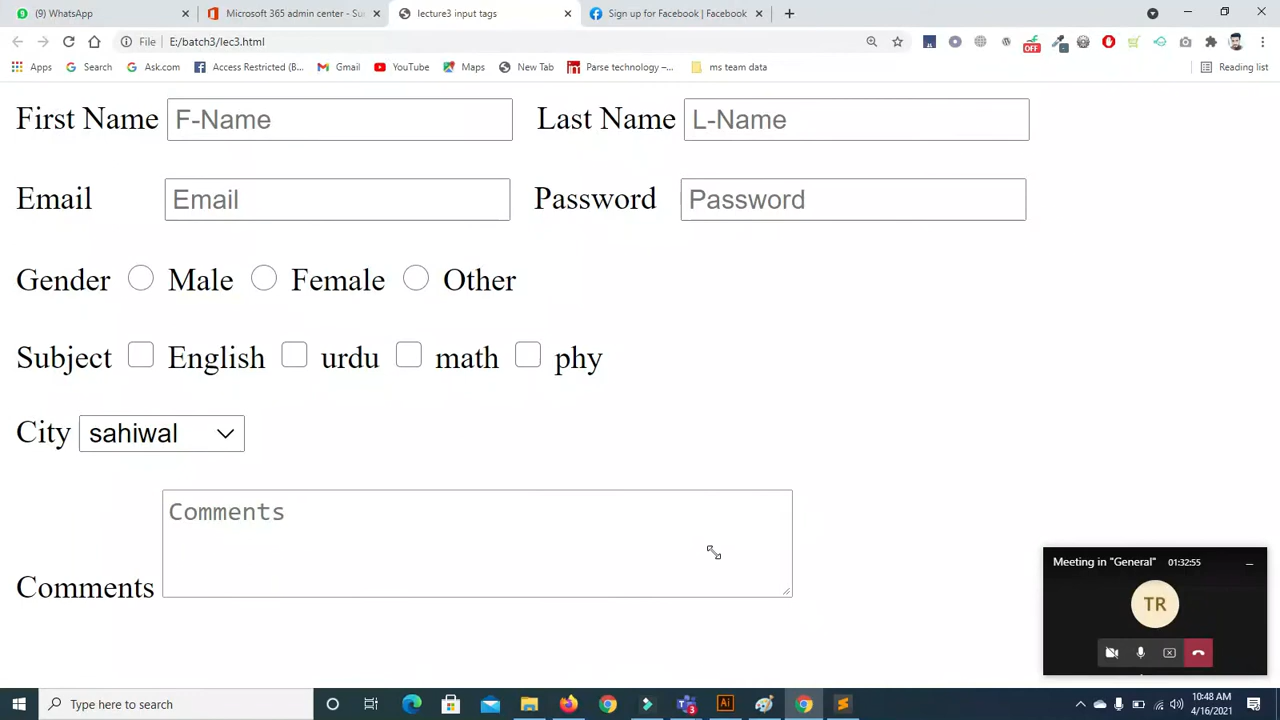 9
(9) WhatsApp
Microsoft 365 admin center - Su
lecture3 input tags
Sign up for Facebook | Facebook
File
E:/batch3/lec3.html
OFF
Apps
Search
Ask.com
Access Restricted (B...
Gmail
YouTube
Maps
New Tab
Parse technology –...
ms team data
Reading list
First Name
F-Name
Last Name
L-Name
Email
Email
Password
Password
Gender
Male
Female
Other
Subject
English
urdu
math
phy
City
sahiwal
Comments
Comments
Meeting in "General"
01:32:55
TR
Type here to search
3
10:48 AM
4/16/2021